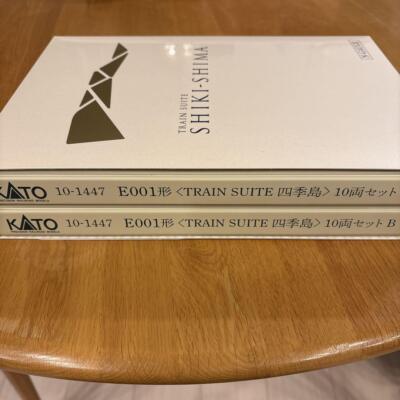 TRAIN SUITE
SHIKI-SHIMA
KATO 10-1447 E001形〈TRAIN SUITE 四季島〉10両セット
KATO 10-1447 E001形〈TRAIN SUITE 四季島〉10両セット B